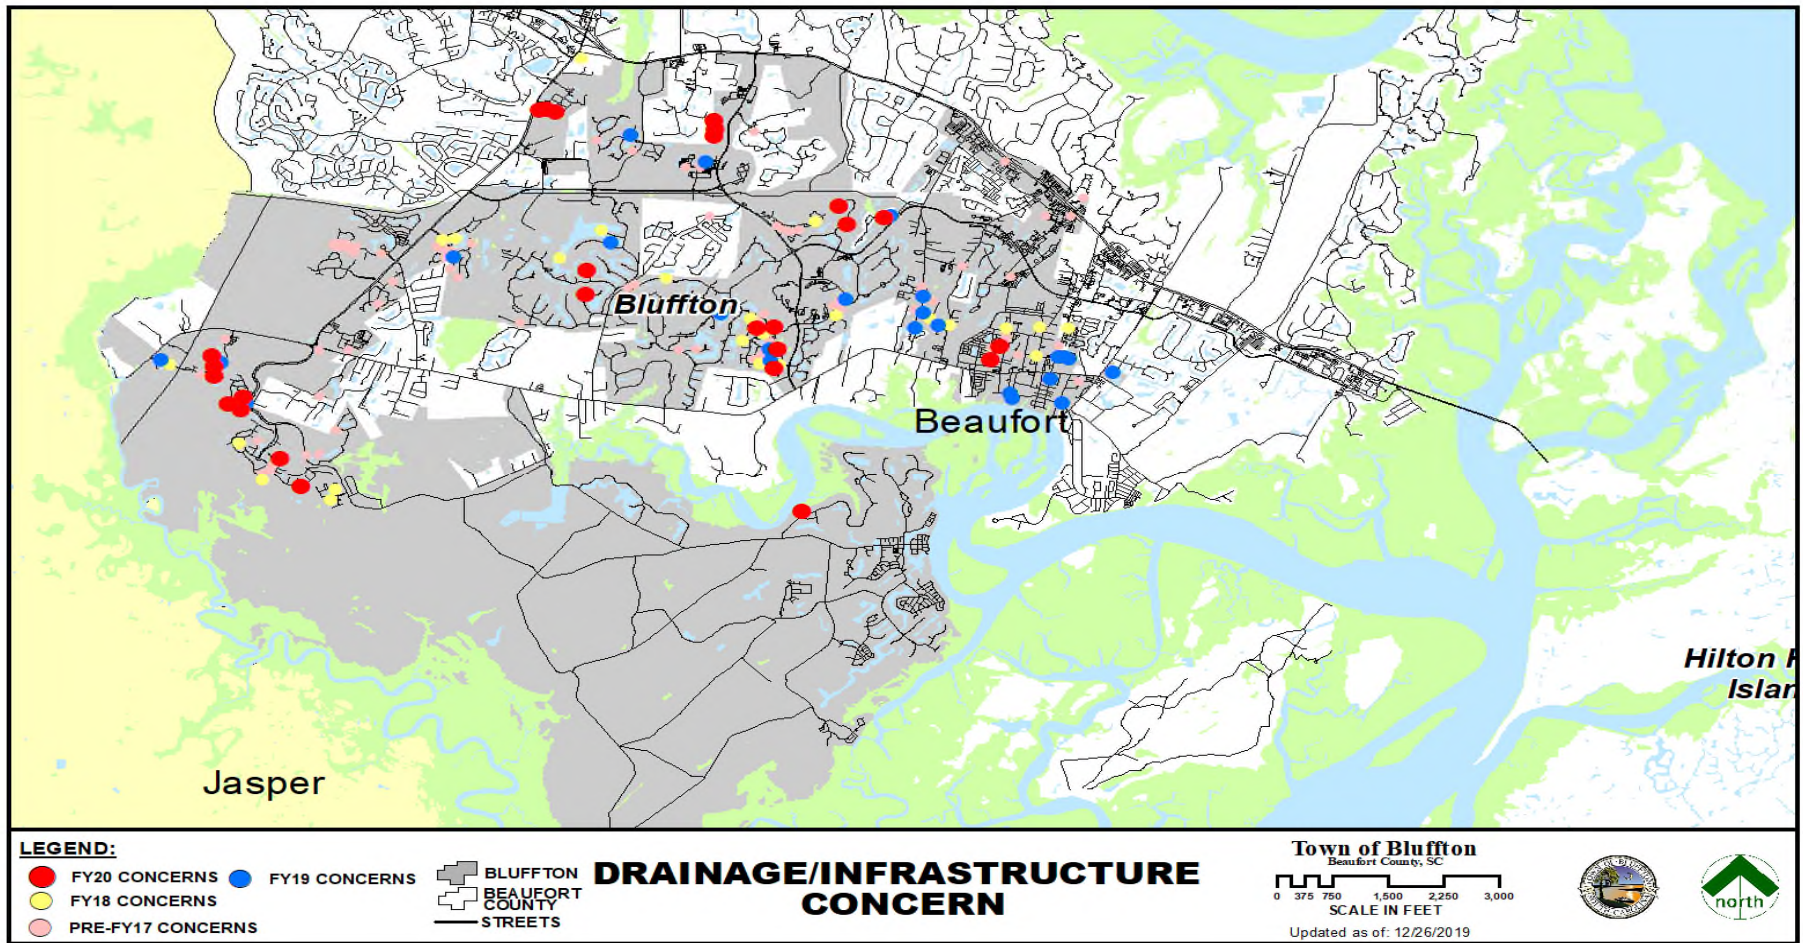 Bluffton
Beaufort
Hilton H
Islan
Jasper
LEGEND:
FY20 CONCERNS
FY19 CONCERNS
FY18 CONCERNS
PRE-FY17 CONCERNS
BLUFFTON
BEAUFORT
COUNTY
STREETS
DRAINAGE/INFRASTRUCTURE
CONCERN
Town of Bluffton
Beaufort County, SC
0 375 750 1,500 2,250 3,000
SCALE IN FEET
Updated as of: 12/26/2019
north